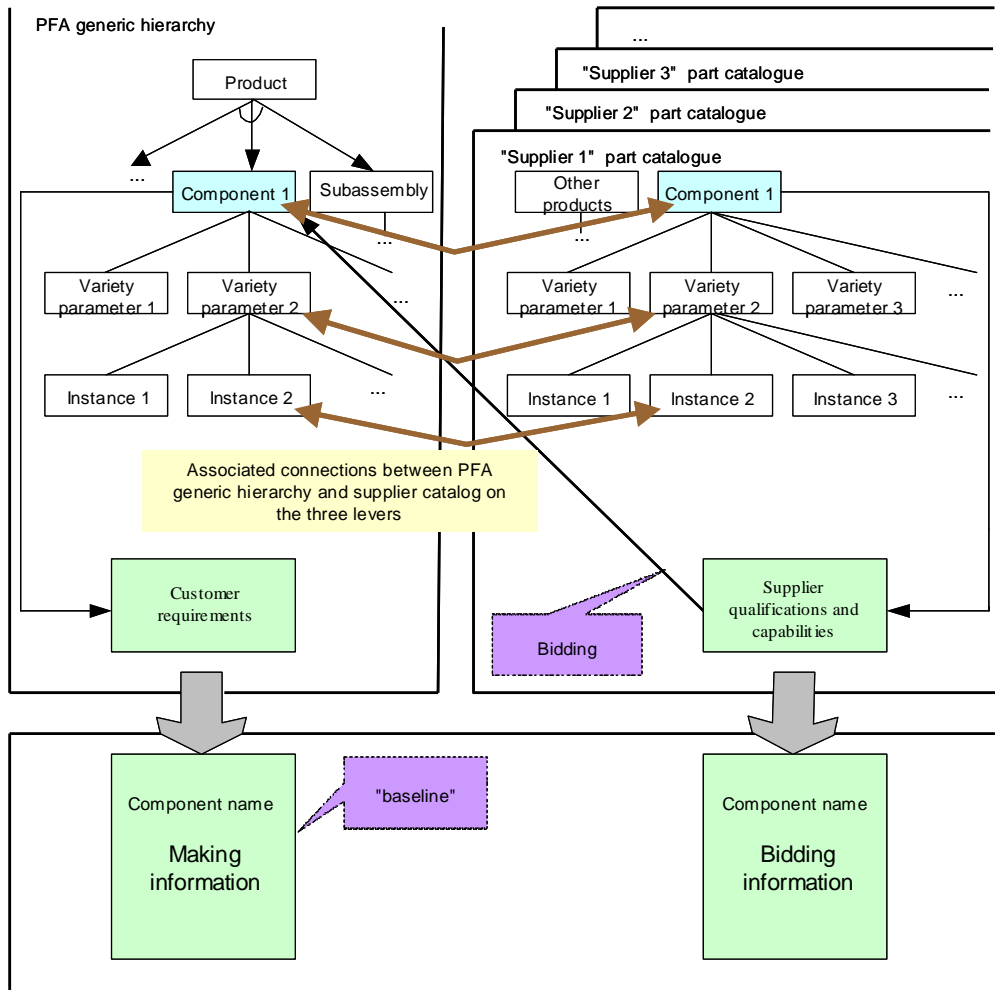 PFA generic hierarchy
Product
...
Component 1
Subassembly
...
Variety
parameter 1
Variety
parameter 2
...
Instance 1
Instance 2
...
...
"Supplier 3" part catalogue
"Supplier 2" part catalogue
"Supplier 1" part catalogue
Other
products
...
Component 1
Variety
parameter 1
Variety
parameter 2
Variety
parameter 3
...
Instance 1
Instance 2
Instance 3
...
Associated connections between PFA
generic hierarchy and supplier catalog on
the three levers
Customer
requirements
Bidding
Supplier
qualifications and
capabilities
Component name
Making
information
"baseline"
Component name
Bidding
information